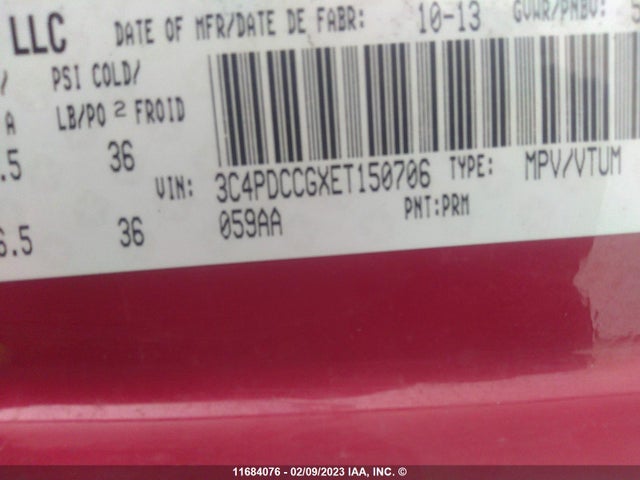 LLC DATE OF MFR/DATE DE FABR: 10-13 GVWR/PNBV:
PSI COLD/
A LB/PO 2 FROID
.5 36
VIN: 3C4PDCCGXET150706 TYPE: MPV/VTUM
6.5 36 059AA PNT:PRM
11684076 - 02/09/2023 IAA, INC. ©